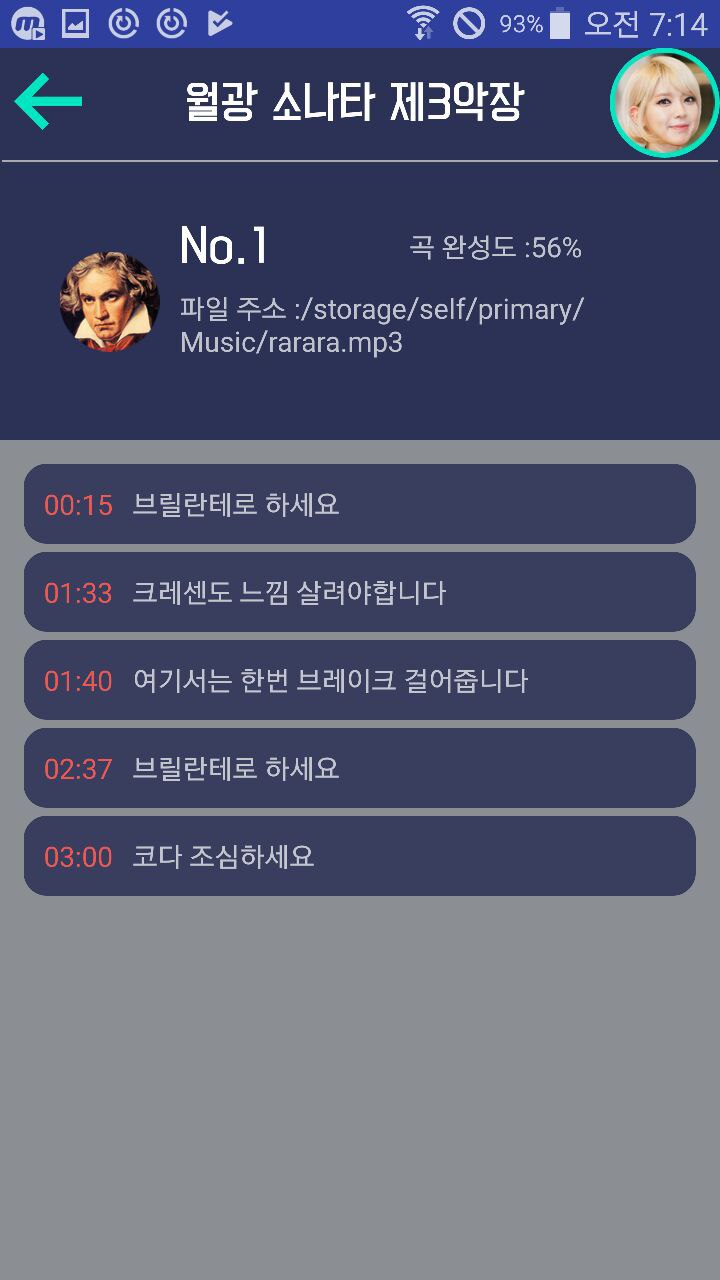 93% 오전 7:14
월광 소나타 제3악장
No.1
곡 완성도 :56%
파일 주소 :/storage/self/primary/
Music/rarara.mp3
00:15 브릴란테로 하세요
01:33 크레센도 느낌 살려야합니다
01:40 여기서는 한번 브레이크 걸어줍니다
02:37 브릴란테로 하세요
03:00 코다 조심하세요